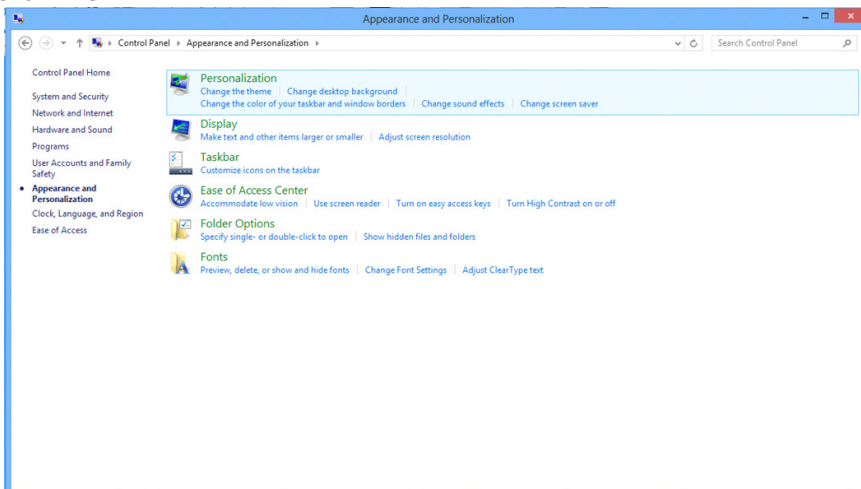 Appearance and Personalization
Control Panel Appearance and Personalization
Search Control Panel
Control Panel Home
System and Security
Network and Internet
Hardware and Sound
Programs
User Accounts and Family
Safety
Appearance and
Personalization
Clock, Language, and Region
Ease of Access
Personalization
Change the theme Change desktop background
Change the color of your taskbar and window borders Change sound effects Change screen saver
Display
Make text and other items larger or smaller Adjust screen resolution
Taskbar
Customize icons on the taskbar
Ease of Access Center
Accommodate low vision Use screen reader Turn on easy access keys Turn High Contrast on or off
Folder Options
Specify single- or double-click to open Show hidden files and folders
Fonts
Preview, delete, or show and hide fonts Change Font Settings Adjust ClearType text